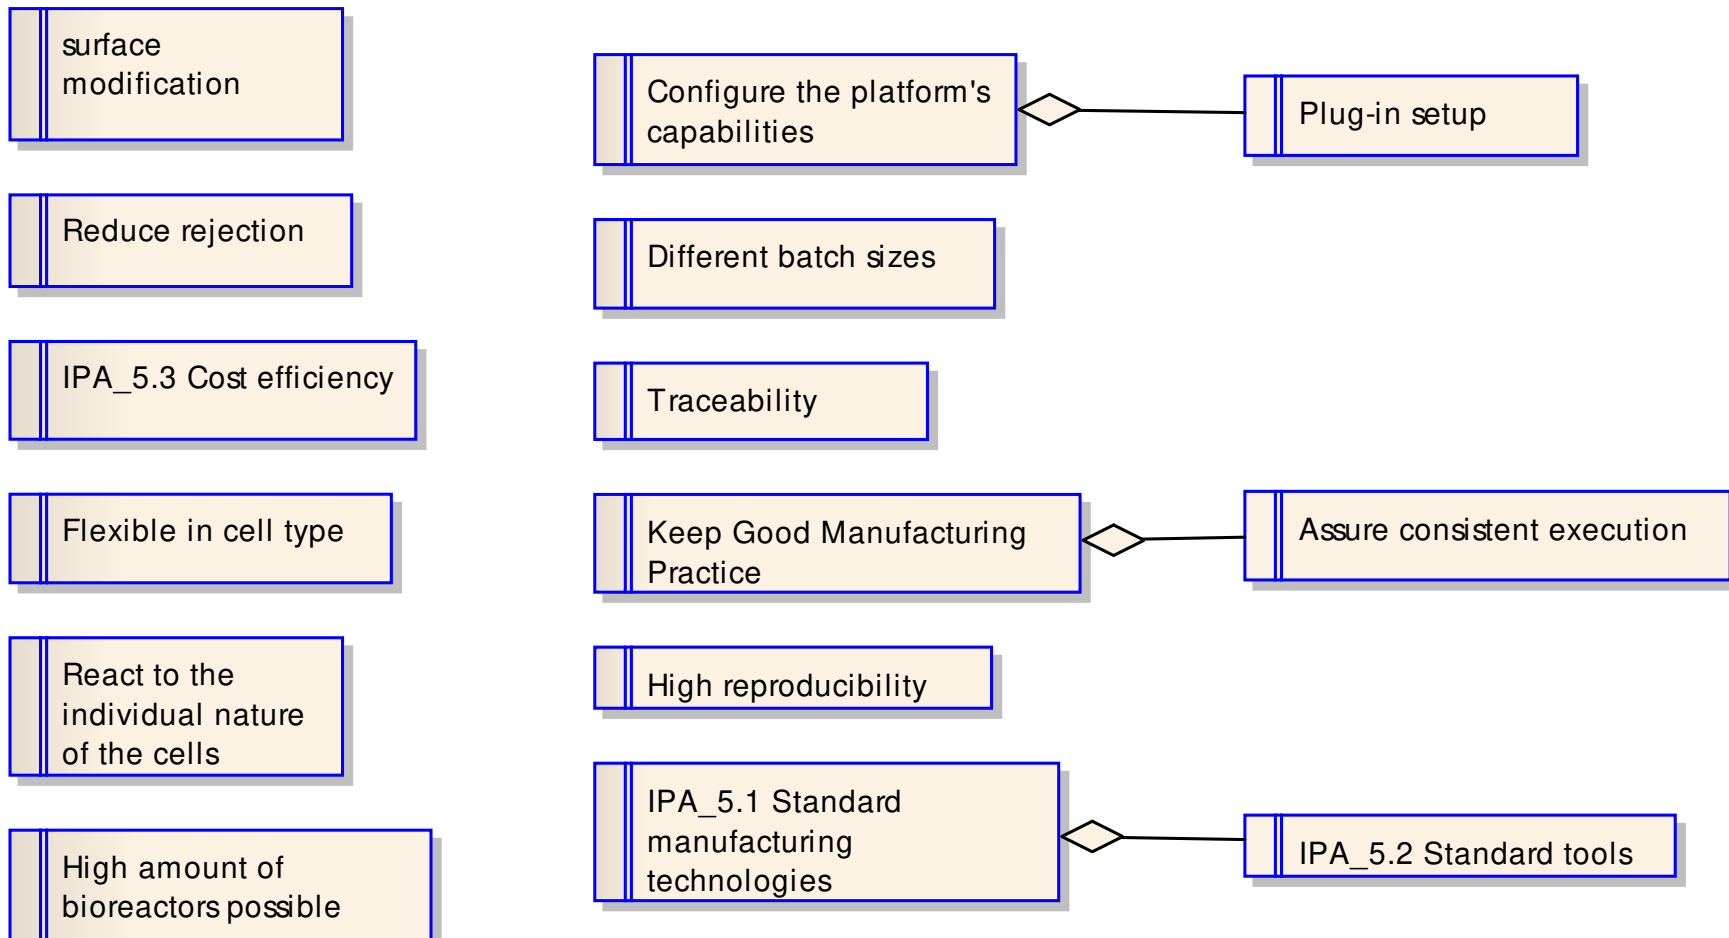 surface
modification
Reduce rejection
IPA_5.3 Cost efficiency
Flexible in cell type
React to the
individual nature
of the cells
High amount of
bioreactors possible
Configure the platform's
capabilities
Different batch sizes
Traceability
Keep Good Manufacturing
Practice
High reproducibility
IPA_5.1 Standard
manufacturing
technologies
Plug-in setup
Assure consistent execution
IPA_5.2 Standard tools